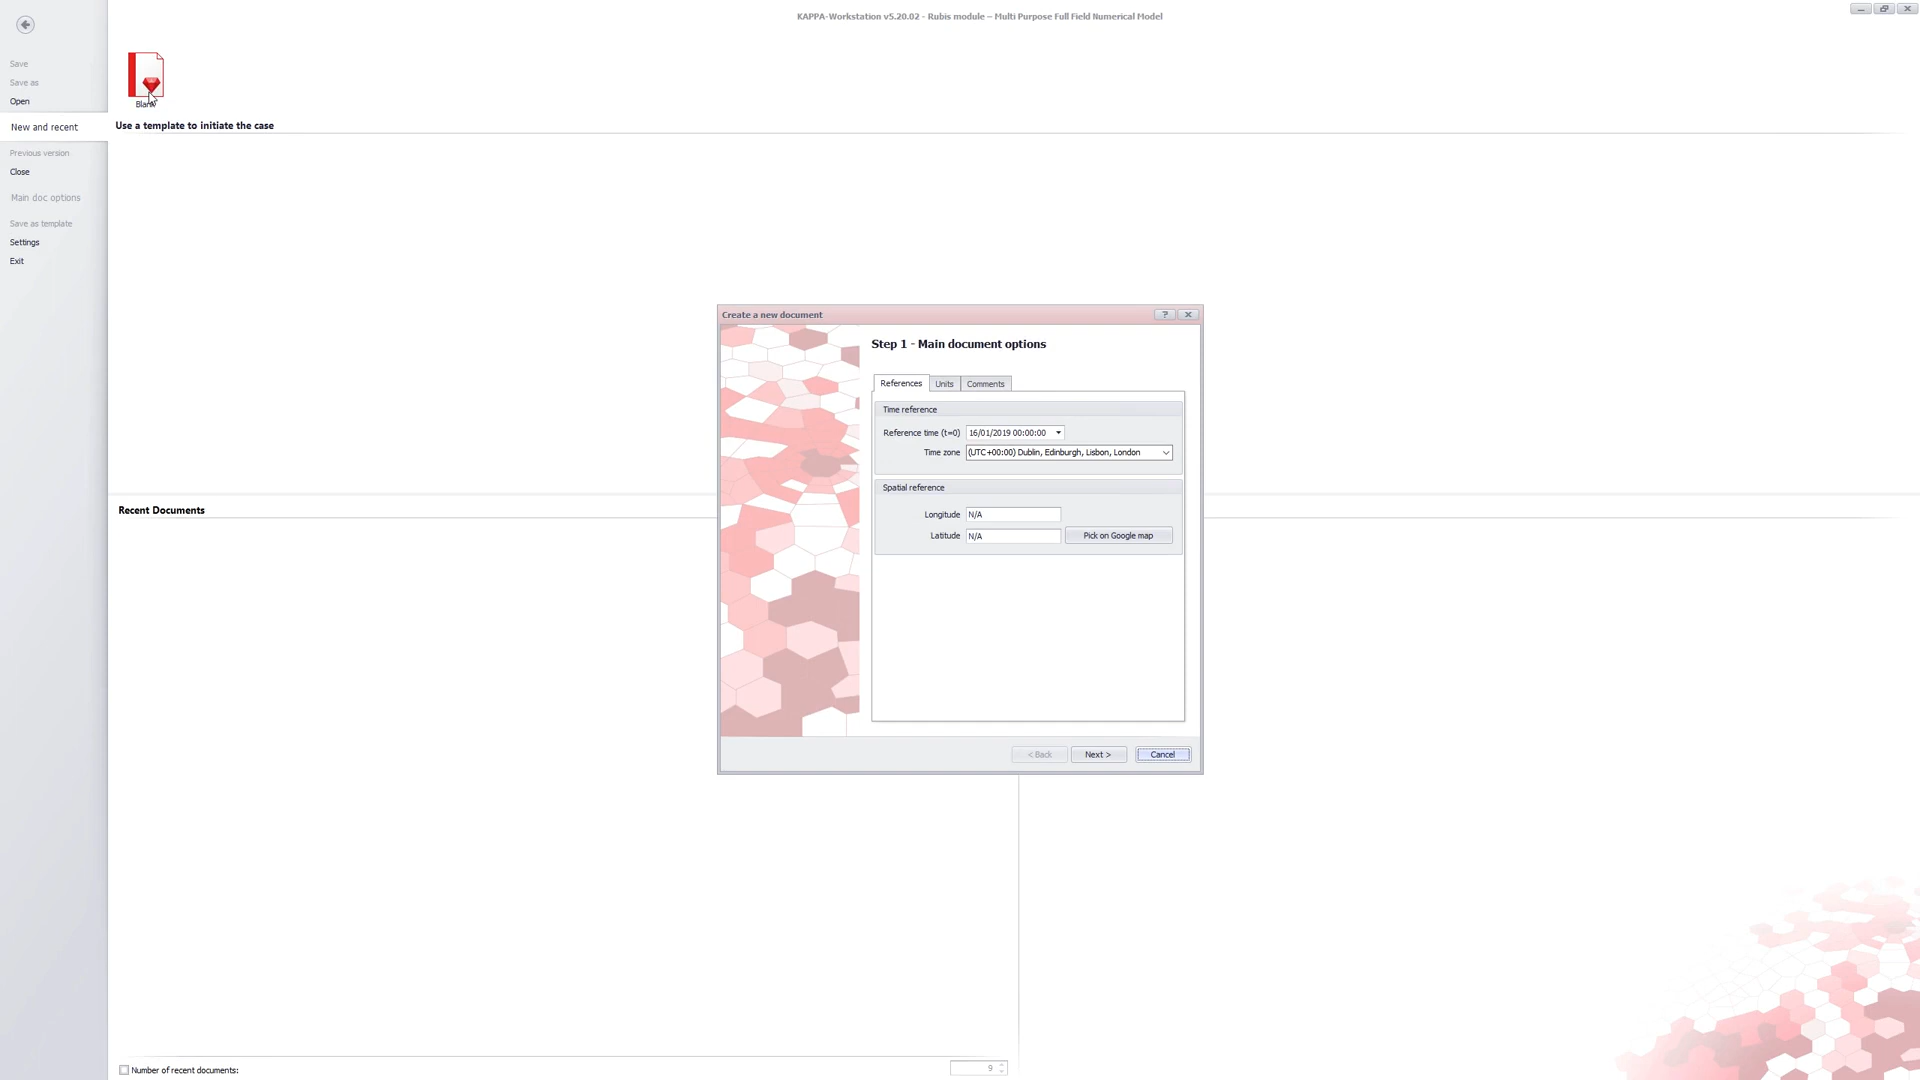 KAPPA-Workstation v5.20.02 - Rubis module – Multi Purpose Full Field Numerical Model
Save
Save as
Open
New and recent
Previous version
Close
Main doc options
Save as template
Settings
Exit
Blank
Use a template to initiate the case
Create a new document
?
Step 1 - Main document options
References
Units
Comments
Time reference
Reference time (t=0)
16/01/2019 00:00:00
Time zone
(UTC+00:00) Dublin, Edinburgh, Lisbon, London
Spatial reference
Longitude
N/A
Latitude
N/A
Pick on Google map
< Back
Next >
Cancel
Recent Documents
Number of recent documents:
9